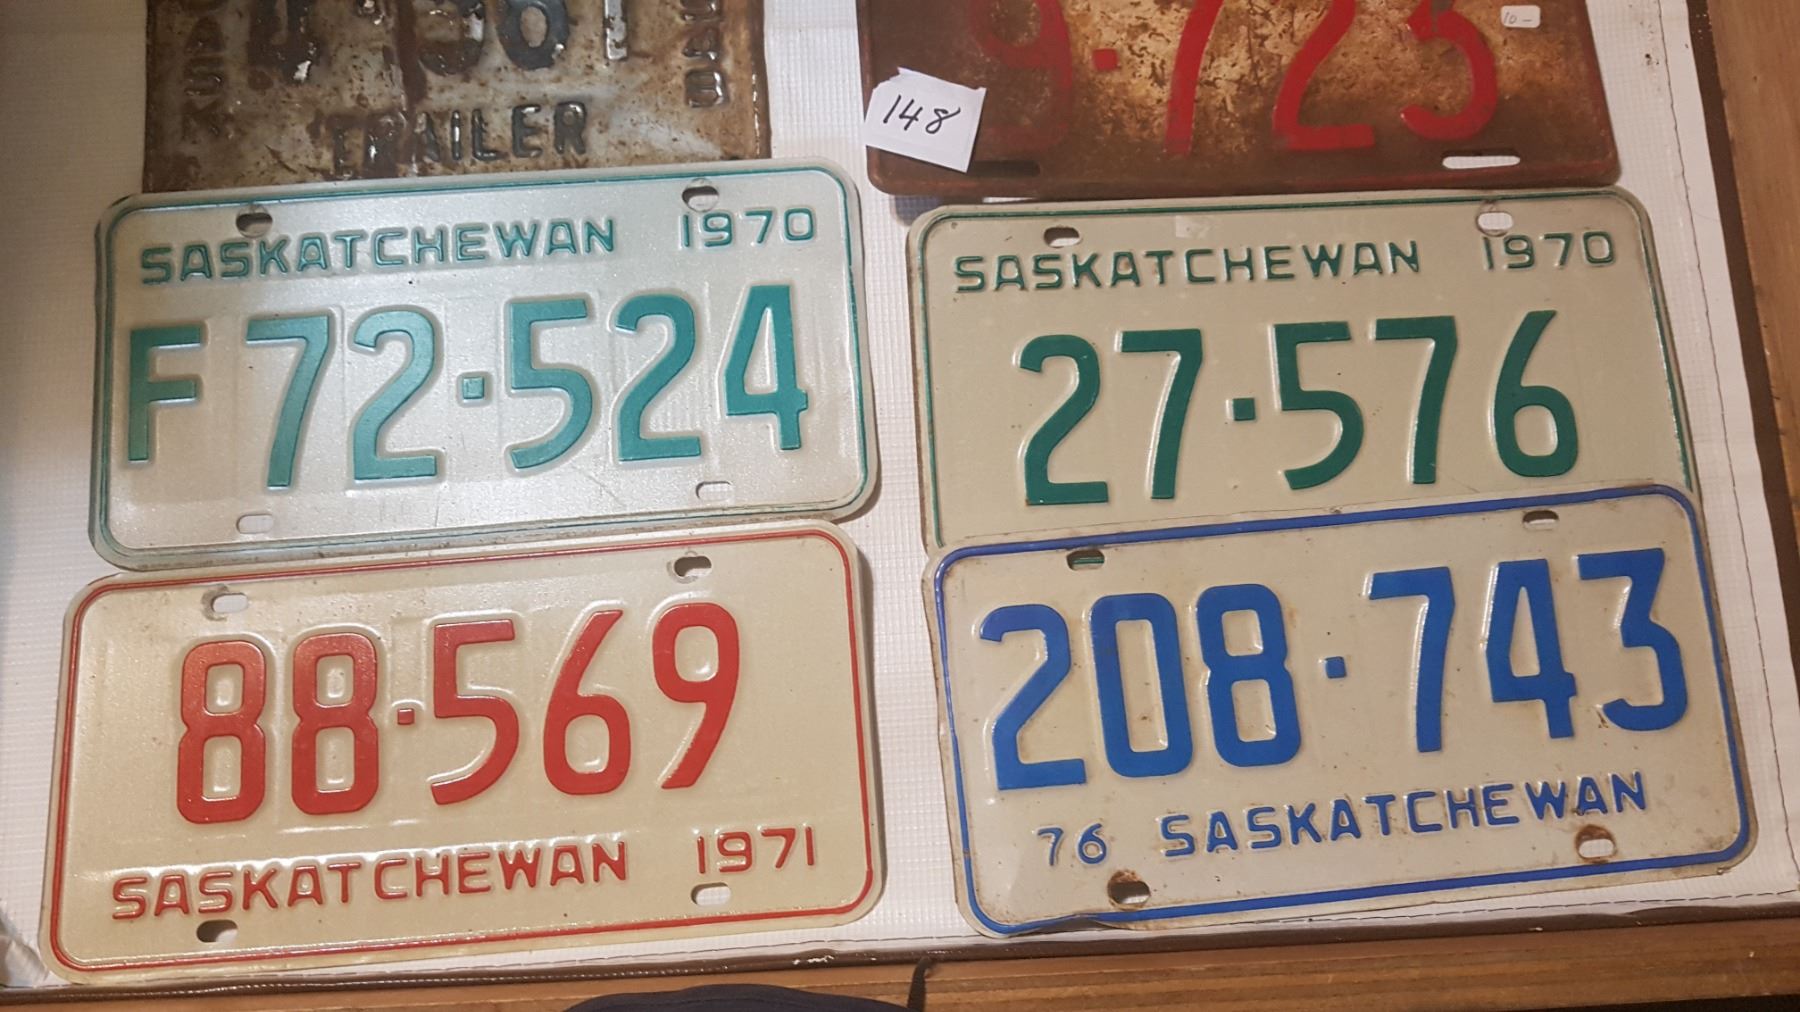 TRAILER
9·723
10-
148
SASKATCHEWAN 1970
F72·524
SASKATCHEWAN 1970
27·576
88·569
SASKATCHEWAN 1971
208·743
76 SASKATCHEWAN